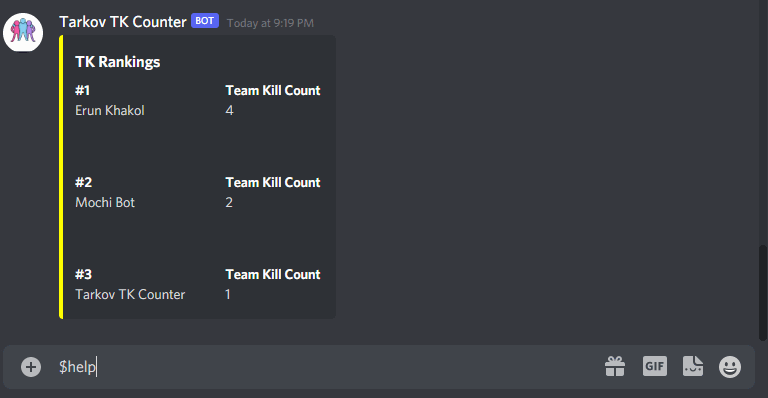 Tarkov TK Counter BOT Today at 9:19 PM
TK Rankings
#1 Team Kill Count
Erun Khakol 4
#2 Team Kill Count
Mochi Bot 2
#3 Team Kill Count
Tarkov TK Counter 1
$help GIF